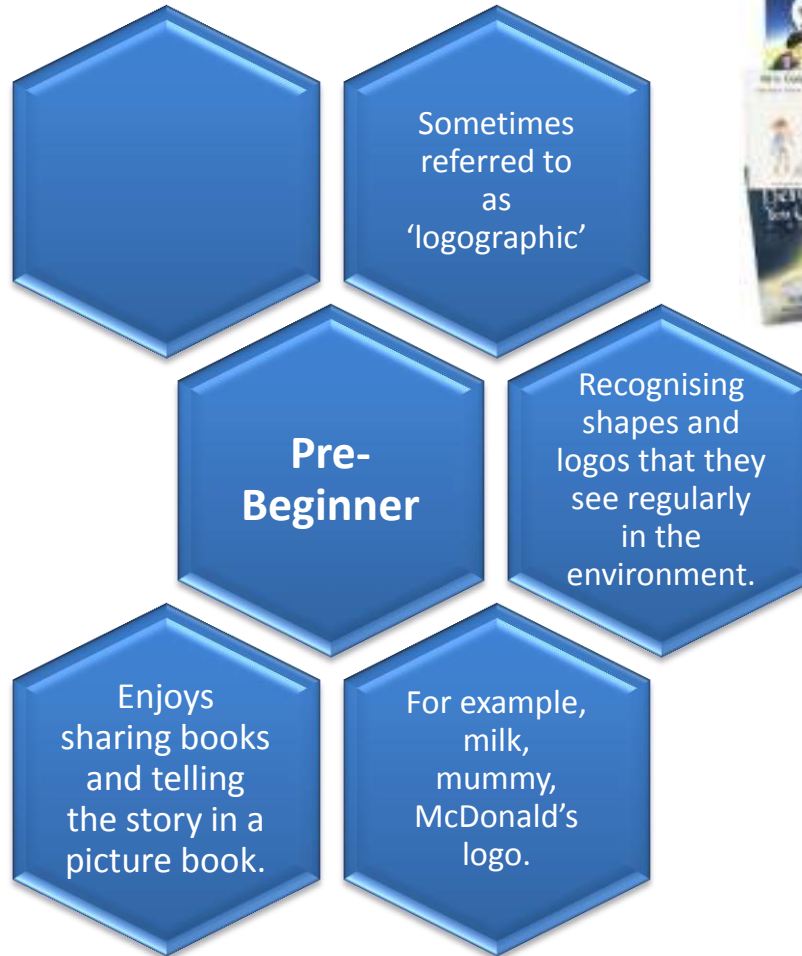 Sometimes
referred to
as
‘logographic’
Pre-
Beginner
Recognising
shapes and
logos that they
see regularly
in the
environment.
Enjoys
sharing books
and telling
the story in a
picture book.
For example,
milk,
mummy,
McDonald’s
logo.